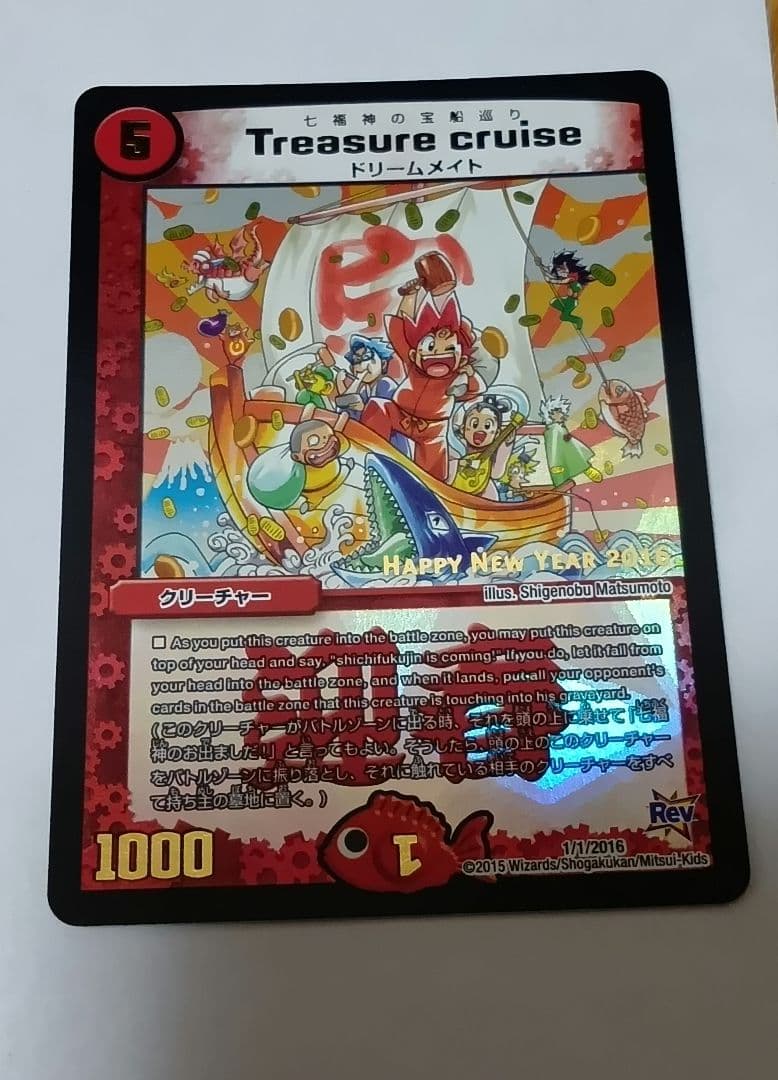 5
七福神の宝船巡り
Treasure cruise
ドリームメイト
宝
HAPPY NEW YEAR 2016
クリーチャー
illus. Shigenobu Matsumoto
迎春
■ As you put this creature into the battle zone, you may put this creature on
top of your head and say, "shichifukujin is coming!" If you do, let it fall from
your head into the battle zone, and when it lands, put all your opponent's
cards in the battle zone that this creature is touching into his graveyard.
(このクリーチャーがバトルゾーンに出る時、それを頭の上に乗せて「七福
神のお出ましだ!」と言ってもよい。そうしたら、頭の上のこのクリーチャー
をバトルゾーンに振り落とし、それに触れている相手のクリーチャーをすべ
て持ち主の墓地に置く。)
Rev
1000
1
1/1/2016
©2015 Wizards/Shogakukan/Mitsui-Kids